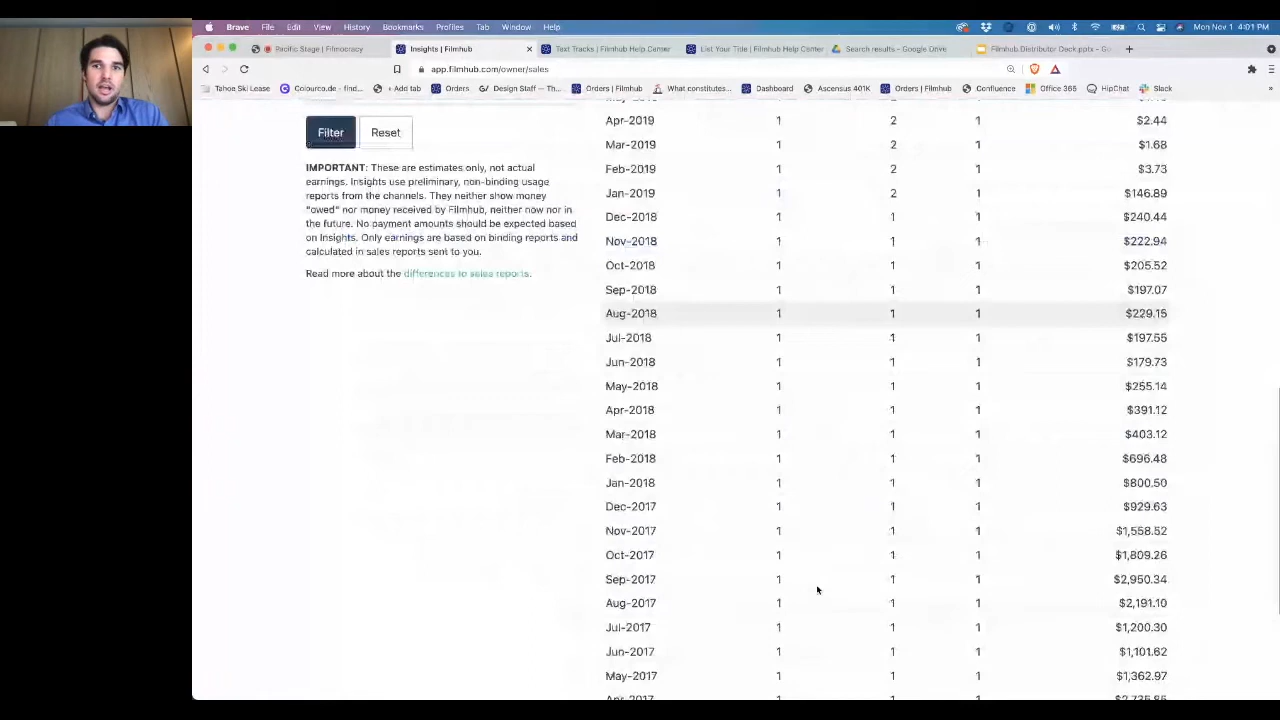 Brave File Edit View History Bookmarks Profiles Tab Window Help Mon Nov 1 4:01 PM
Pacific Stage | Filmocracy Insights | Filmhub Text Tracks | Filmhub Help Center List Your Title | Filmhub Help Center Search results - Google Drive Filmhub Distributor Deck.pptx - Go
app.filmhub.com/owner/sales
Tahoe Ski Lease Colourco.de - find... + Add tab Orders Design Staff — Th... Orders | Filmhub What constitutes... Dashboard Ascensus 401K Orders | Filmhub Confluence Office 365 HipChat Slack
Filter Reset
IMPORTANT: These are estimates only, not actual
earnings. Insights use preliminary, non-binding usage
reports from the channels. They neither show money
"owed" nor money received by Filmhub, neither now nor in
the future. No payment amounts should be expected based
on Insights. Only earnings are based on binding reports and
calculated in sales reports sent to you.
Read more about the differences to sales reports.
Apr-2019 1 2 1 $2.44
Mar-2019 1 2 1 $1.68
Feb-2019 1 2 1 $3.73
Jan-2019 1 2 1 $146.89
Dec-2018 1 1 1 $240.44
Nov-2018 1 1 1 $222.94
Oct-2018 1 1 1 $205.52
Sep-2018 1 1 1 $197.07
Aug-2018 1 1 1 $229.15
Jul-2018 1 1 1 $197.55
Jun-2018 1 1 1 $179.73
May-2018 1 1 1 $255.14
Apr-2018 1 1 1 $391.12
Mar-2018 1 1 1 $403.12
Feb-2018 1 1 1 $696.48
Jan-2018 1 1 1 $800.50
Dec-2017 1 1 1 $929.63
Nov-2017 1 1 1 $1,558.52
Oct-2017 1 1 1 $1,809.26
Sep-2017 1 1 1 $2,950.34
Aug-2017 1 1 1 $2,191.10
Jul-2017 1 1 1 $1,200.30
Jun-2017 1 1 1 $1,101.62
May-2017 1 1 1 $1,362.97